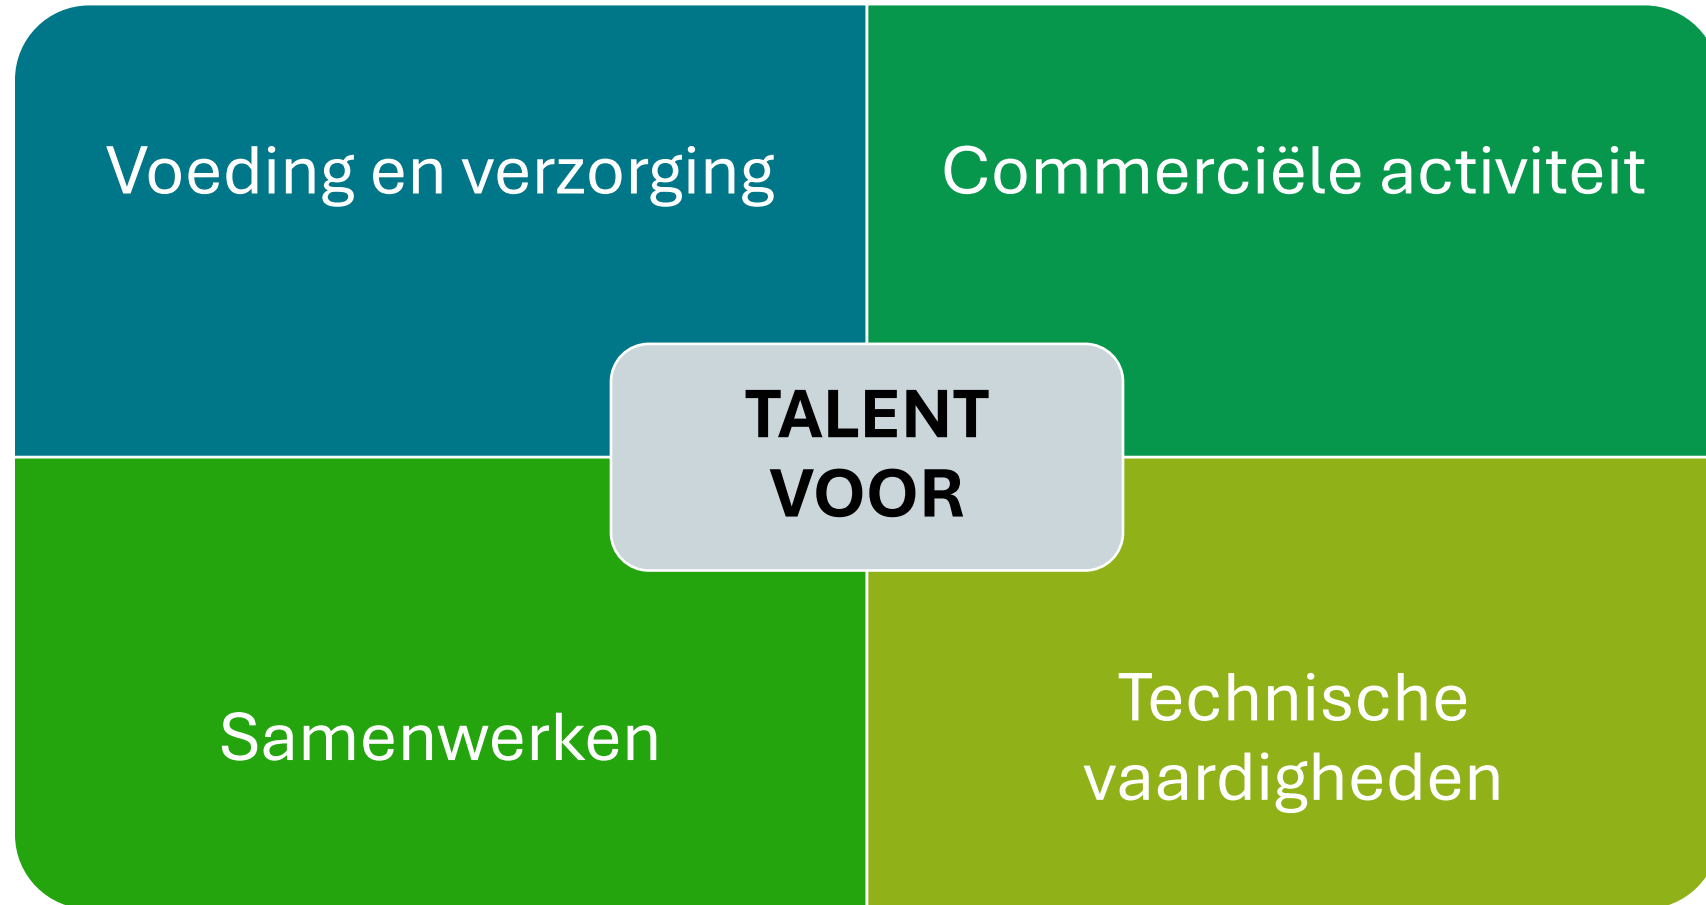 Voeding en verzorging
Commerciële activiteit
TALENT
VOOR
Samenwerken
Technische
vaardigheden